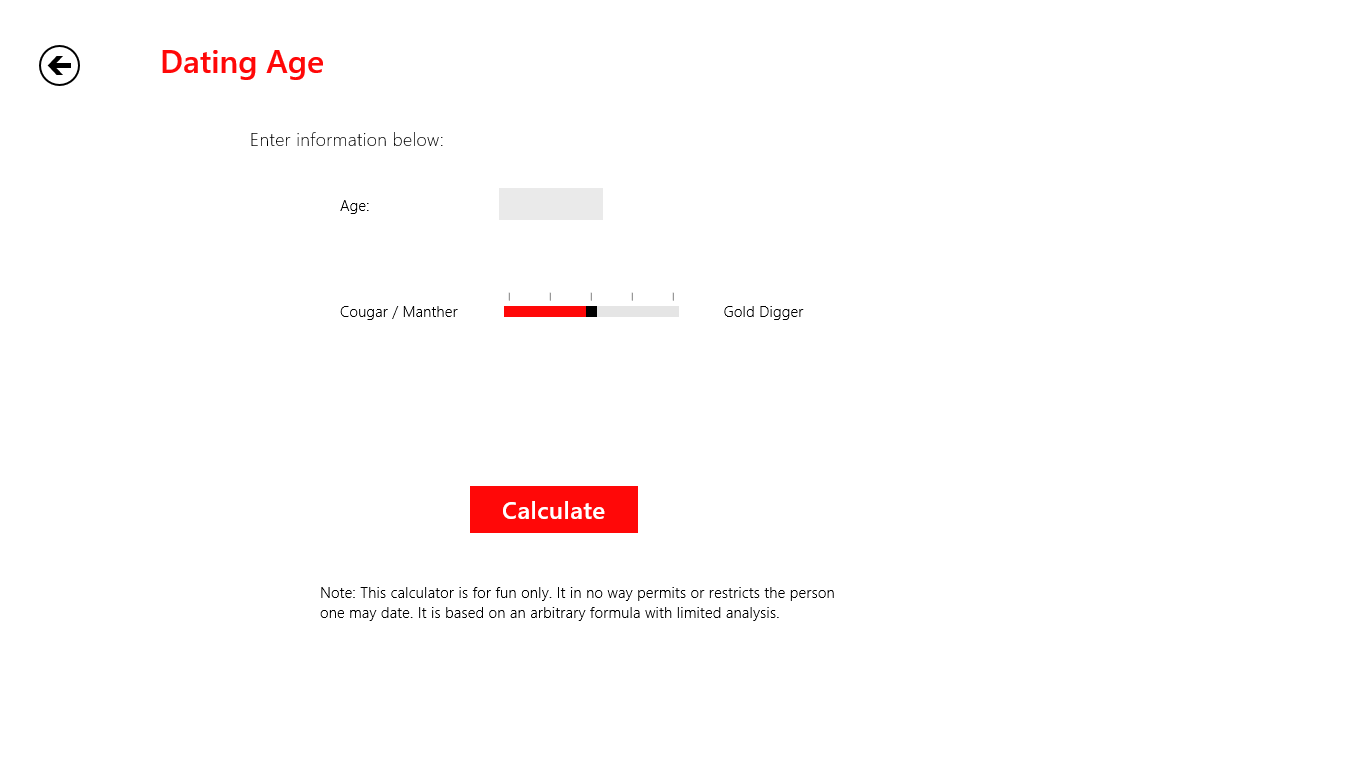 Dating Age
Enter information below:
Age:
Cougar / Manther
Gold Digger
Calculate
Note: This calculator is for fun only. It in no way permits or restricts the person
one may date. It is based on an arbitrary formula with limited analysis.